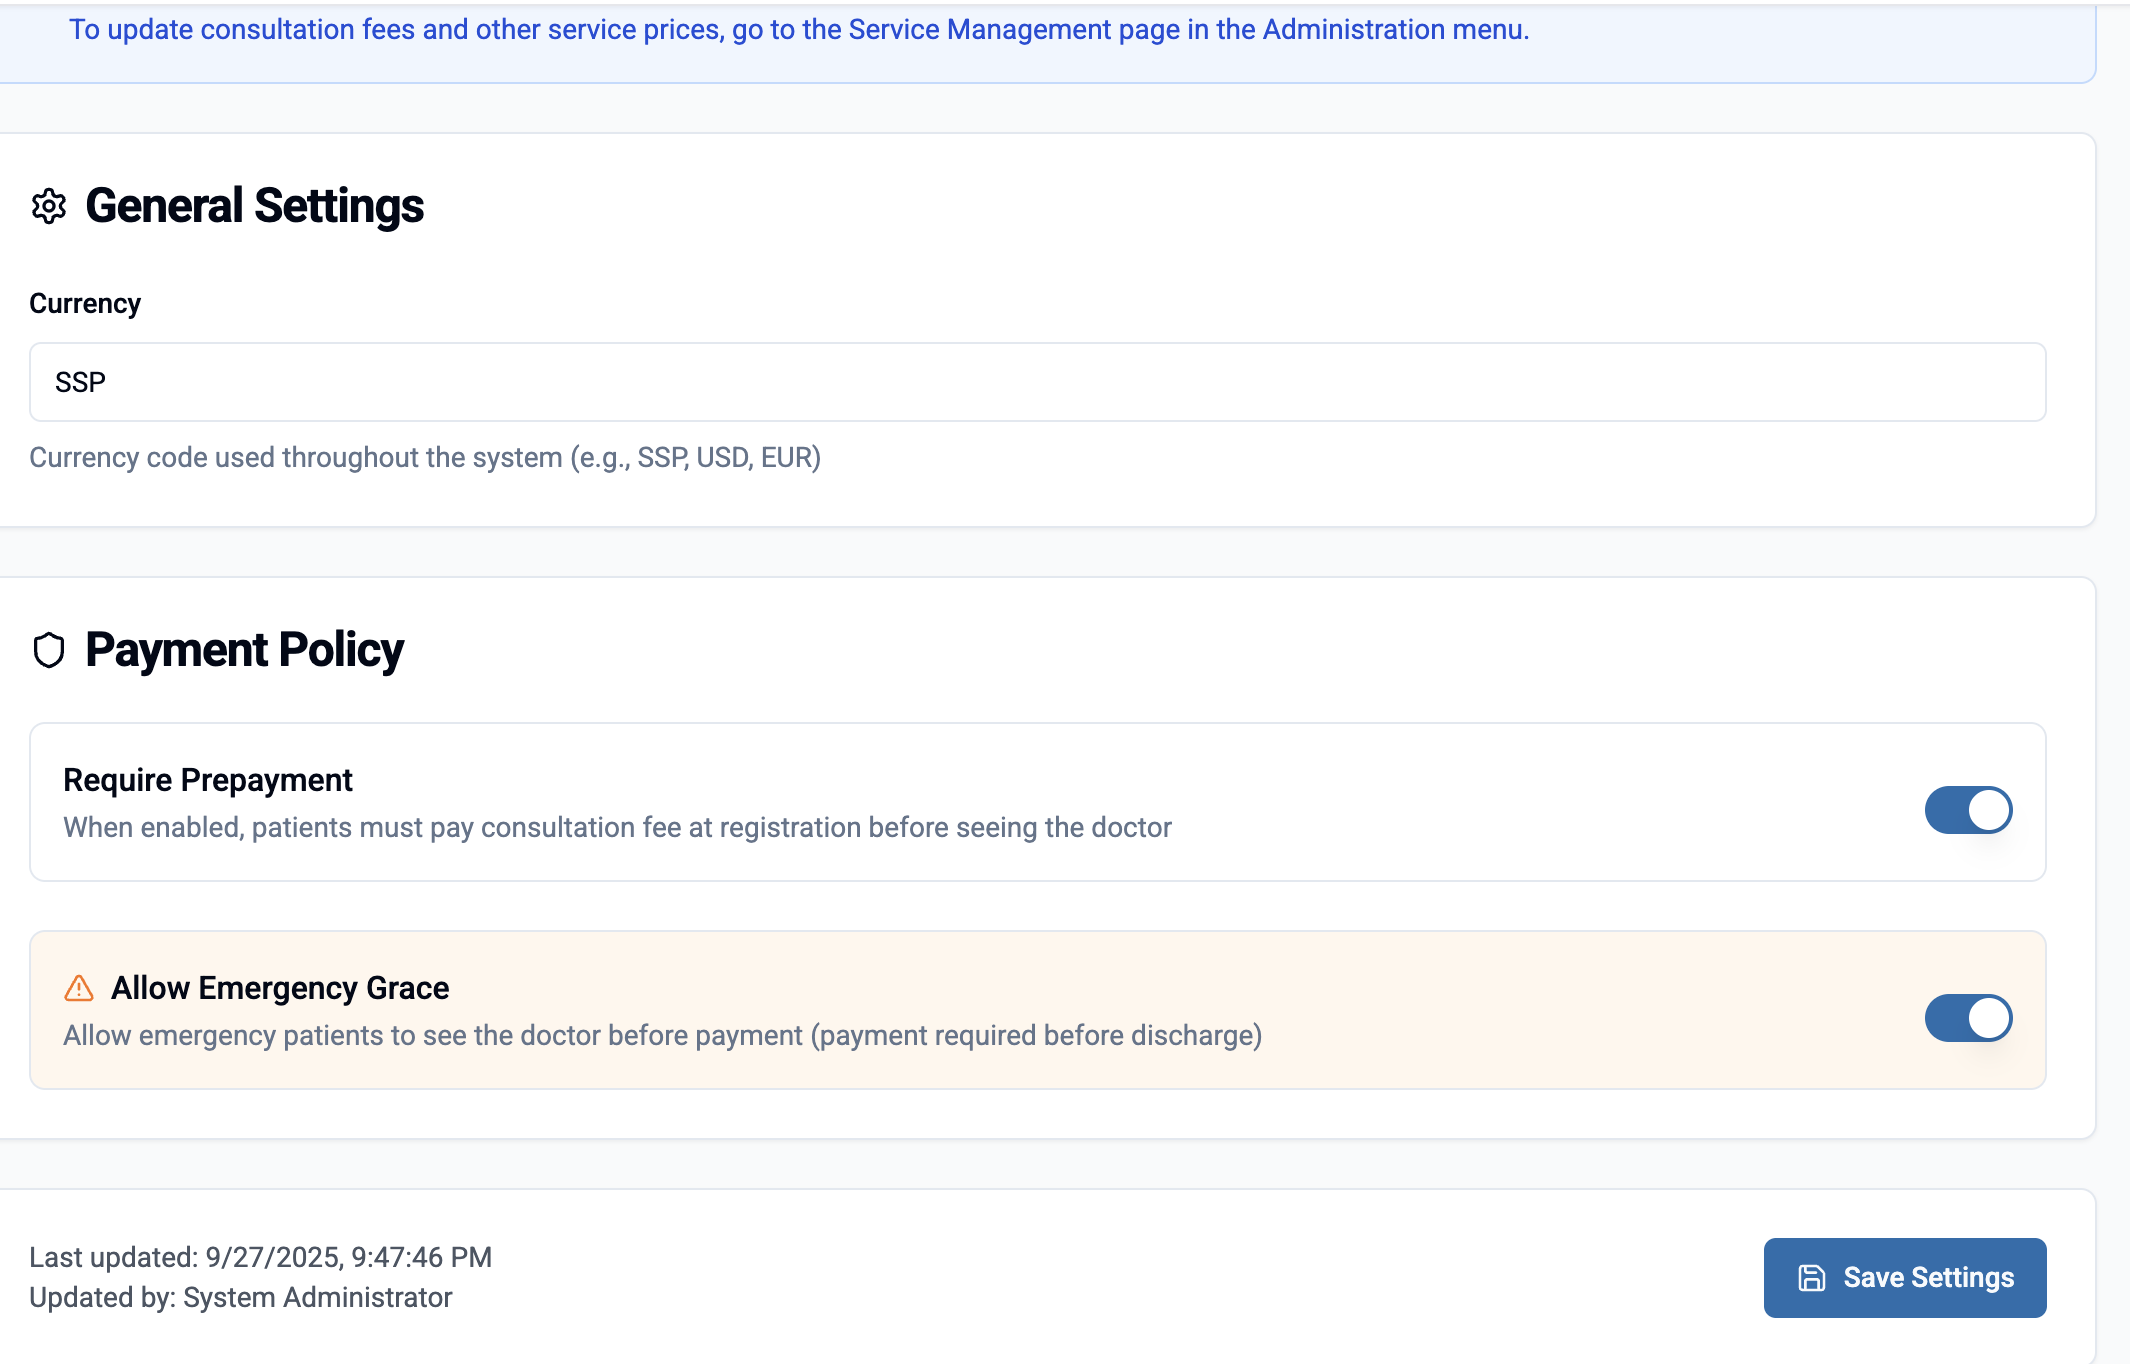 To update consultation fees and other service prices, go to the Service Management page in the Administration menu.
General Settings
Currency
SSP
Currency code used throughout the system (e.g., SSP, USD, EUR)
Payment Policy
Require Prepayment
When enabled, patients must pay consultation fee at registration before seeing the doctor
Allow Emergency Grace
Allow emergency patients to see the doctor before payment (payment required before discharge)
Last updated: 9/27/2025, 9:47:46 PM
Updated by: System Administrator
Save Settings